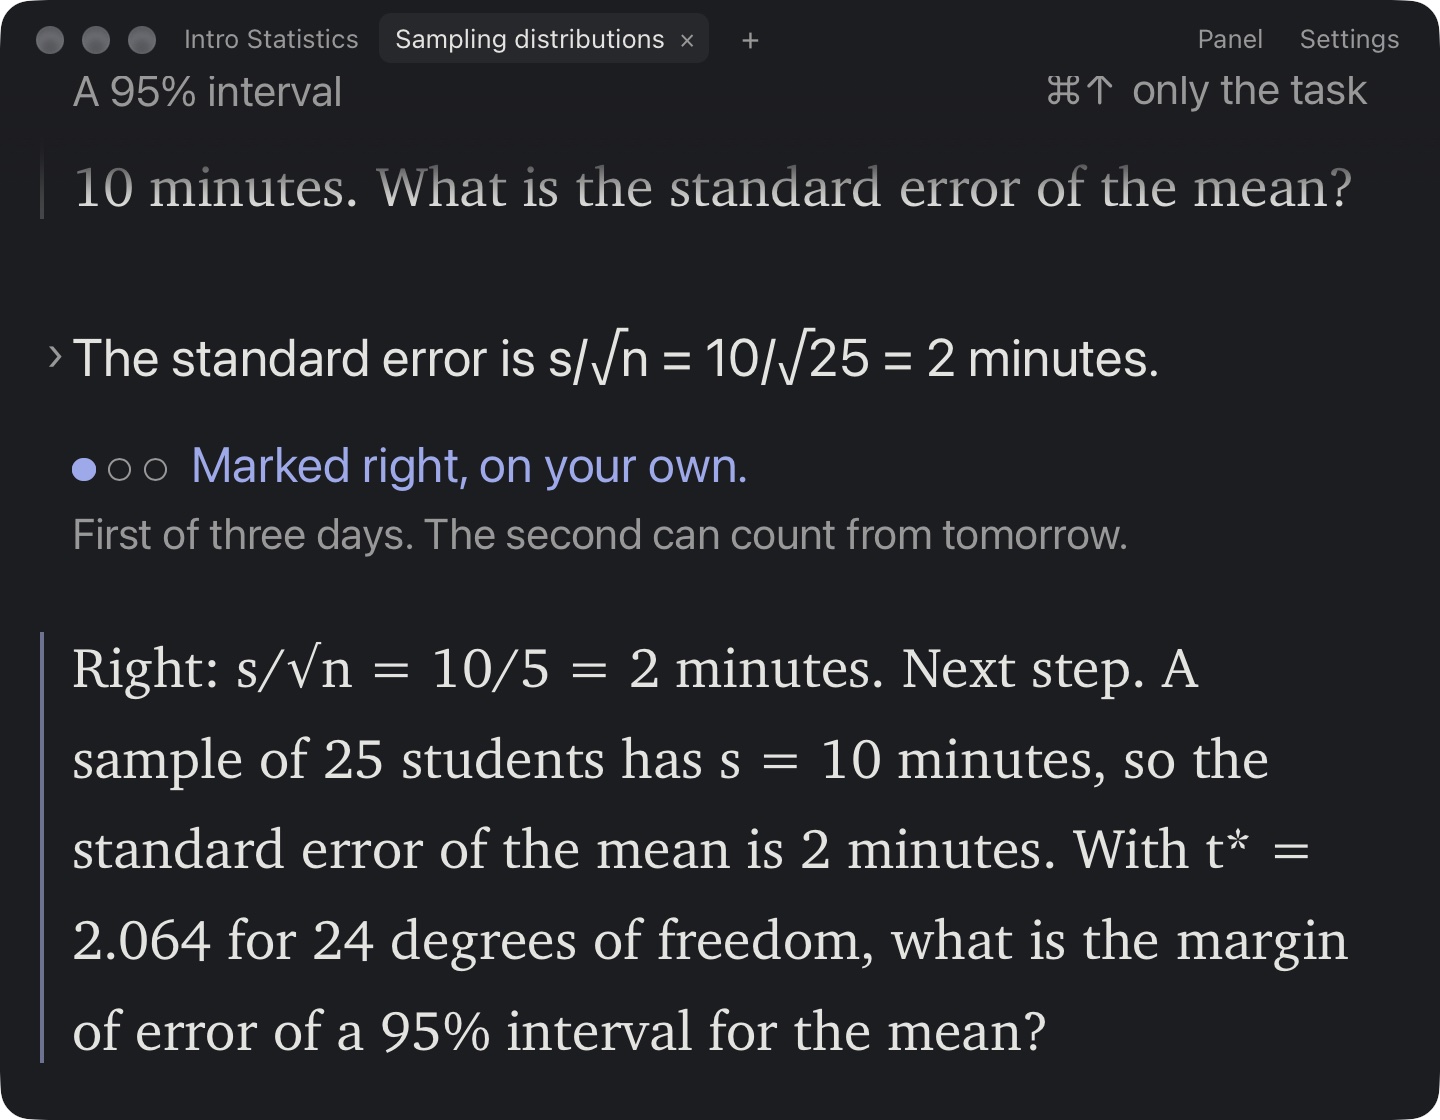 Intro Statistics
Sampling distributions ×
+
Panel
Settings
A 95% interval
⌘↑ only the task
10 minutes. What is the standard error of the mean?
› The standard error is s/√n = 10/√25 = 2 minutes.
Marked right, on your own.
First of three days. The second can count from tomorrow.
Right: s/√n = 10/5 = 2 minutes. Next step. A
sample of 25 students has s = 10 minutes, so the
standard error of the mean is 2 minutes. With t* =
2.064 for 24 degrees of freedom, what is the margin
of error of a 95% interval for the mean?